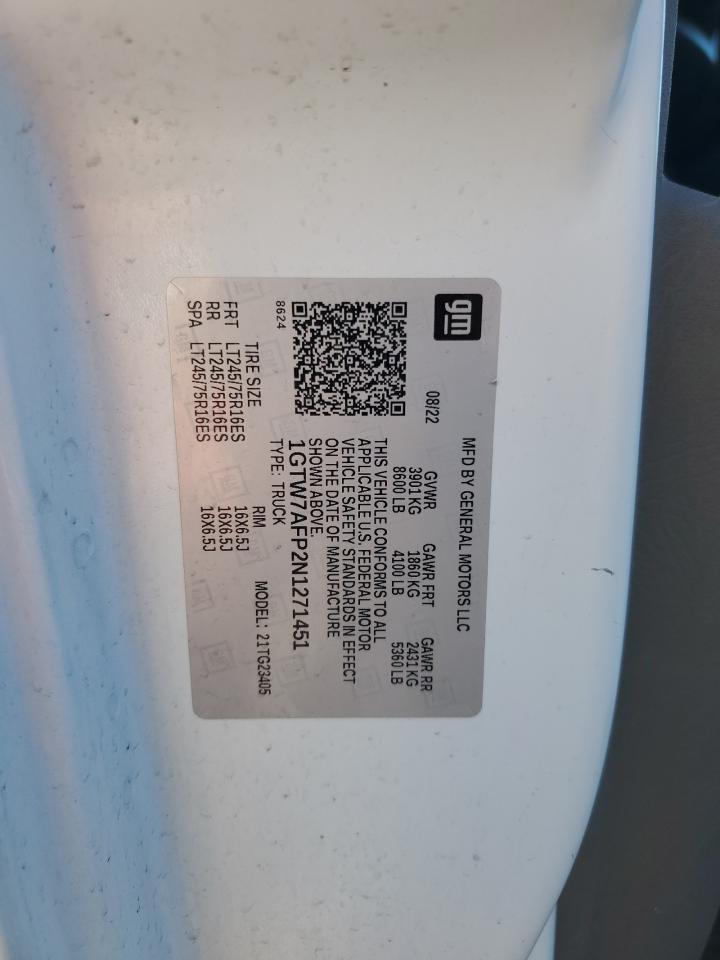 gm
MFD BY GENERAL MOTORS LLC
08/22 GVWR GAWR FRT GAWR RR
3901 KG 1860 KG 2431 KG
8600 LB 4100 LB 5360 LB
THIS VEHICLE CONFORMS TO ALL
APPLICABLE U.S. FEDERAL MOTOR
VEHICLE SAFETY STANDARDS IN EFFECT
ON THE DATE OF MANUFACTURE
SHOWN ABOVE.
1GTW7AFP2N1271451
8624 TYPE: TRUCK MODEL: 21TG23405
TIRE SIZE RIM
FRT LT245/75R16ES 16X6.5J
RR LT245/75R16ES 16X6.5J
SPA LT245/75R16ES 16X6.5J